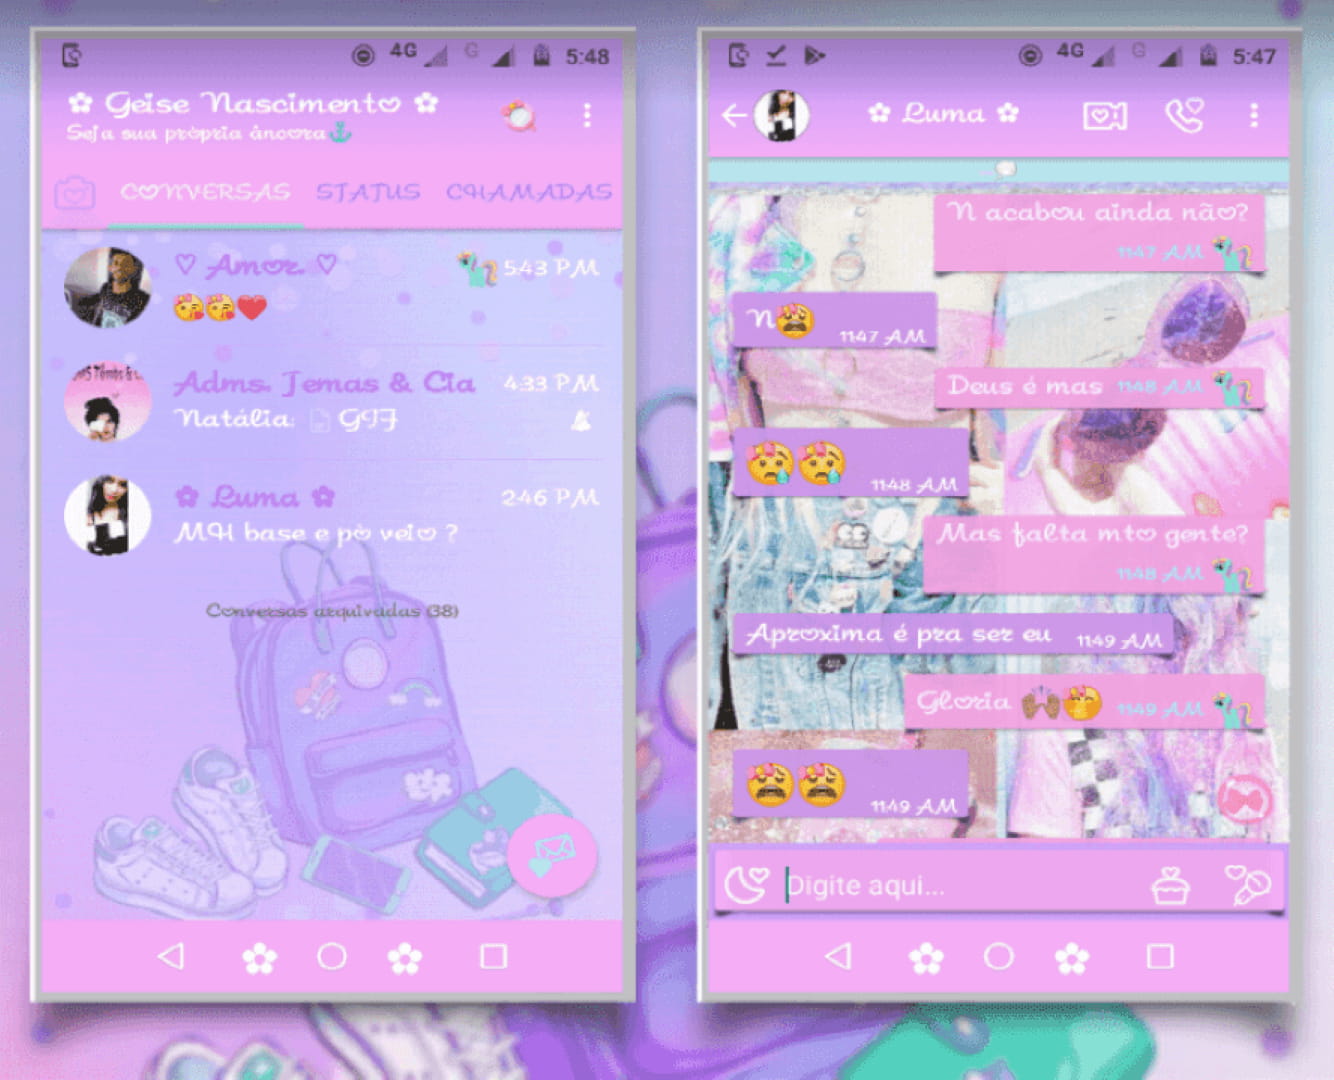 4G G 5:48
✿ Geise Nascimento ✿
Seja sua própria âncora⚓
CONVERSAS STATUS CHAMADAS
♡ Amor. ♡ 5:43 PM
😘😘❤
Adms. Temas & Cia 4:33 PM
Natália: GIF
✿ Luma ✿ 2:46 PM
MH base e pò veio ?
Conversas arquivadas (38)
4G G 5:47
✿ Luma ✿
N acabou ainda não?
11:47 AM
N😫 11:47 AM
Deus é mas 11:48 AM
😥😥 11:48 AM
Mas falta mto gente?
11:48 AM
Aproxima é pra ser eu 11:49 AM
Gloria 🙌🏾😊 11:49 AM
😫😫 11:49 AM
Digite aqui...